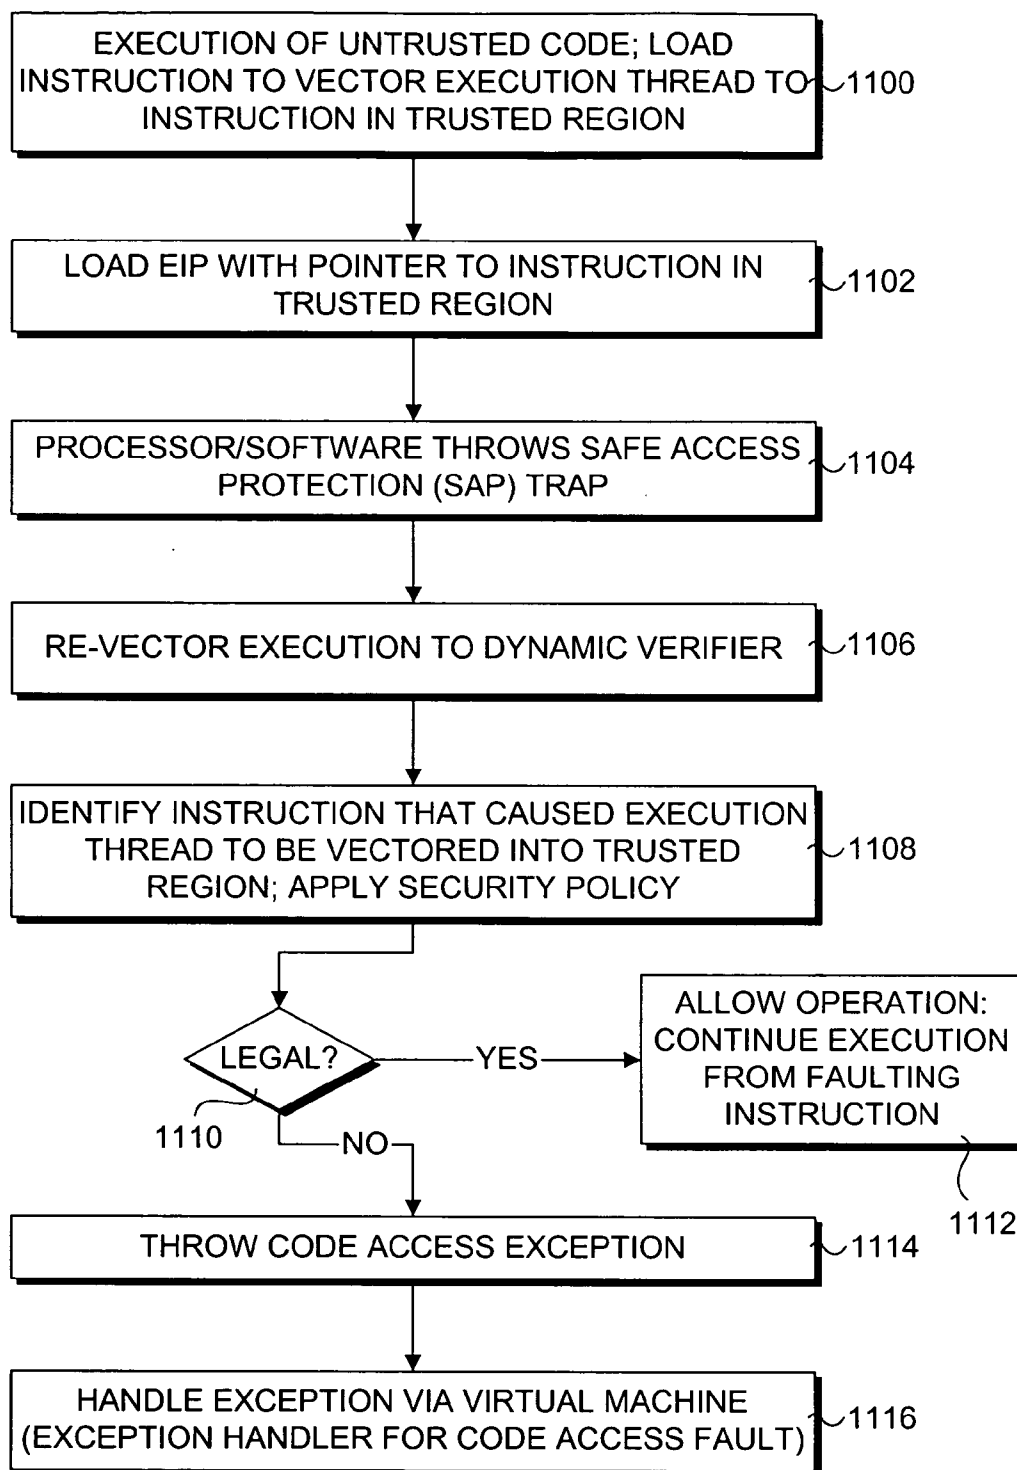 EXECUTION OF UNTRUSTED CODE; LOAD
INSTRUCTION TO VECTOR EXECUTION THREAD TO
INSTRUCTION IN TRUSTED REGION
1100
LOAD EIP WITH POINTER TO INSTRUCTION IN
TRUSTED REGION
1102
PROCESSOR/SOFTWARE THROWS SAFE ACCESS
PROTECTION (SAP) TRAP
1104
RE-VECTOR EXECUTION TO DYNAMIC VERIFIER
1106
IDENTIFY INSTRUCTION THAT CAUSED EXECUTION
THREAD TO BE VECTORED INTO TRUSTED
REGION; APPLY SECURITY POLICY
1108
LEGAL?
1110
YES
ALLOW OPERATION:
CONTINUE EXECUTION
FROM FAULTING
INSTRUCTION
1112
NO
THROW CODE ACCESS EXCEPTION
1114
HANDLE EXCEPTION VIA VIRTUAL MACHINE
(EXCEPTION HANDLER FOR CODE ACCESS FAULT)
1116